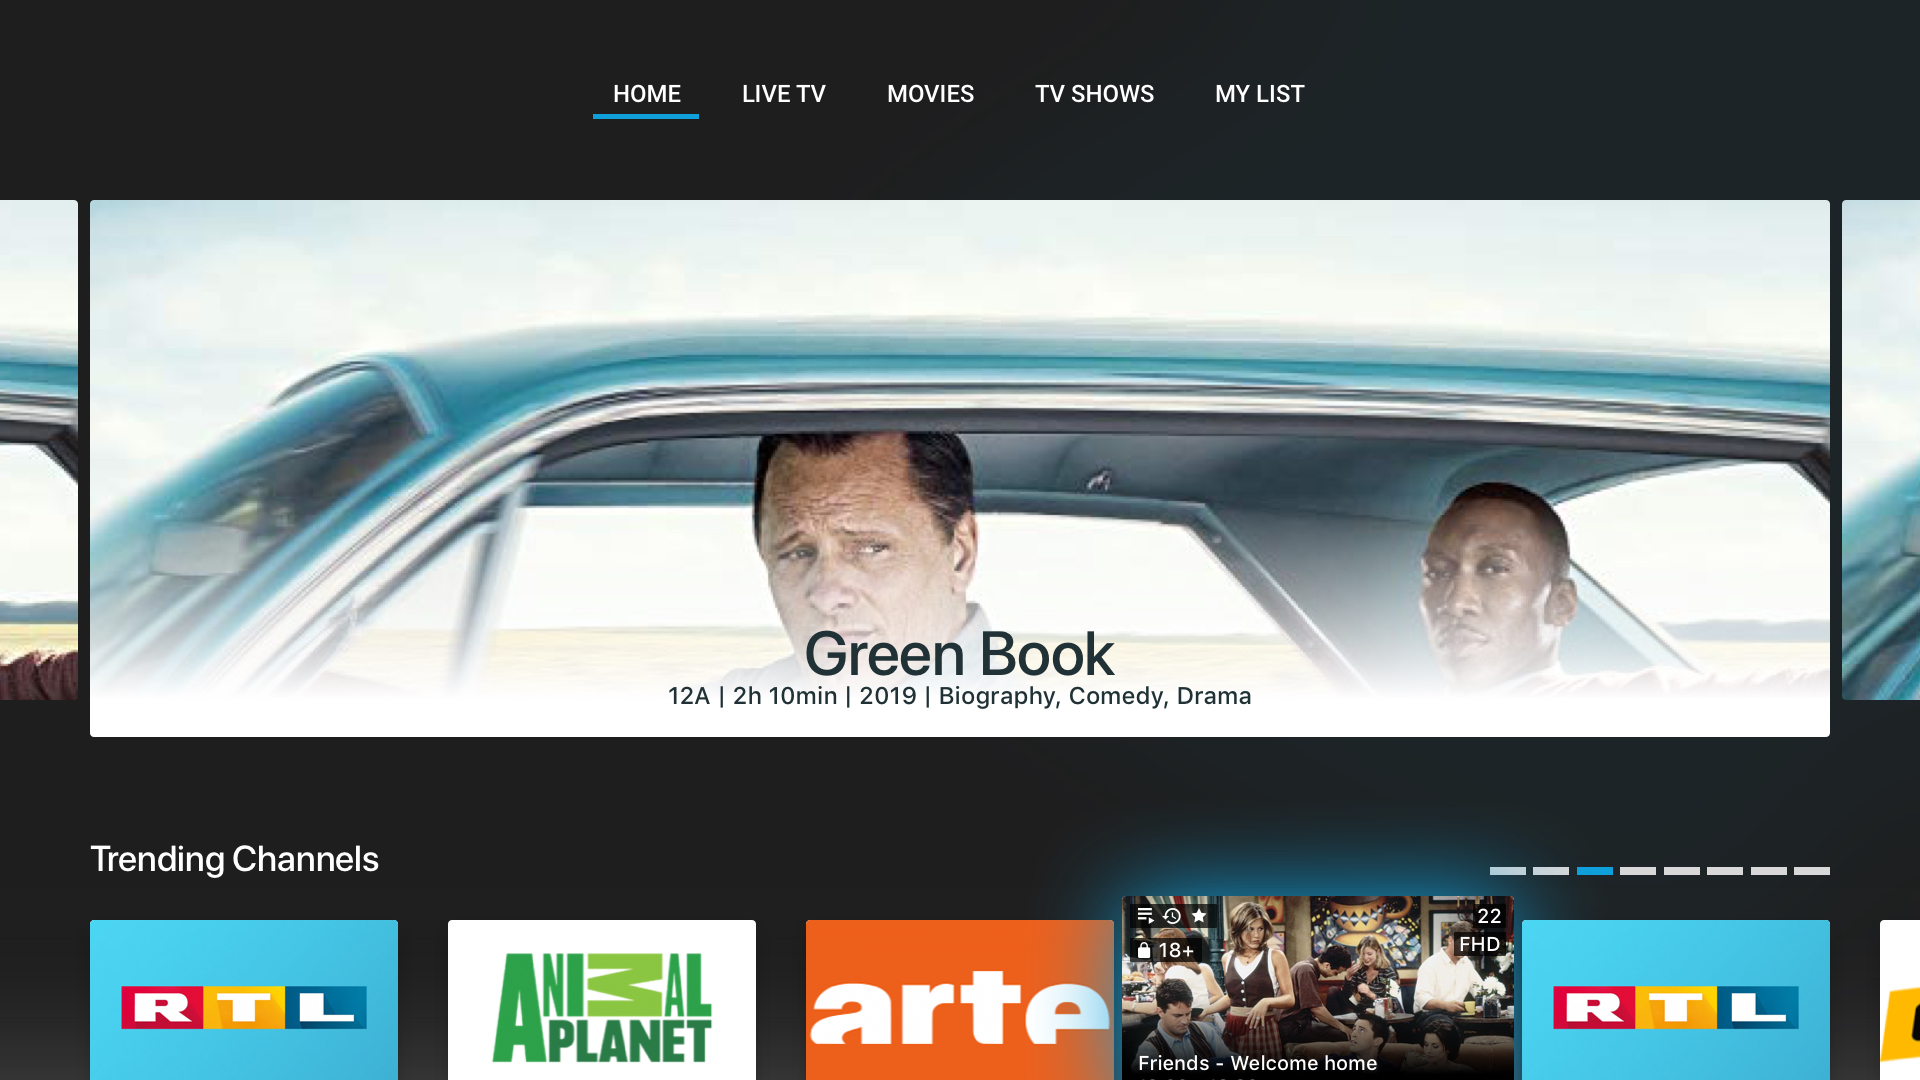 HOME LIVE TV MOVIES TV SHOWS MY LIST
Green Book
12A | 2h 10min | 2019 | Biography, Comedy, Drama
Trending Channels
RTL
ANIMAL
PLANET
arte
22
18+
FHD
Friends - Welcome home
RTL